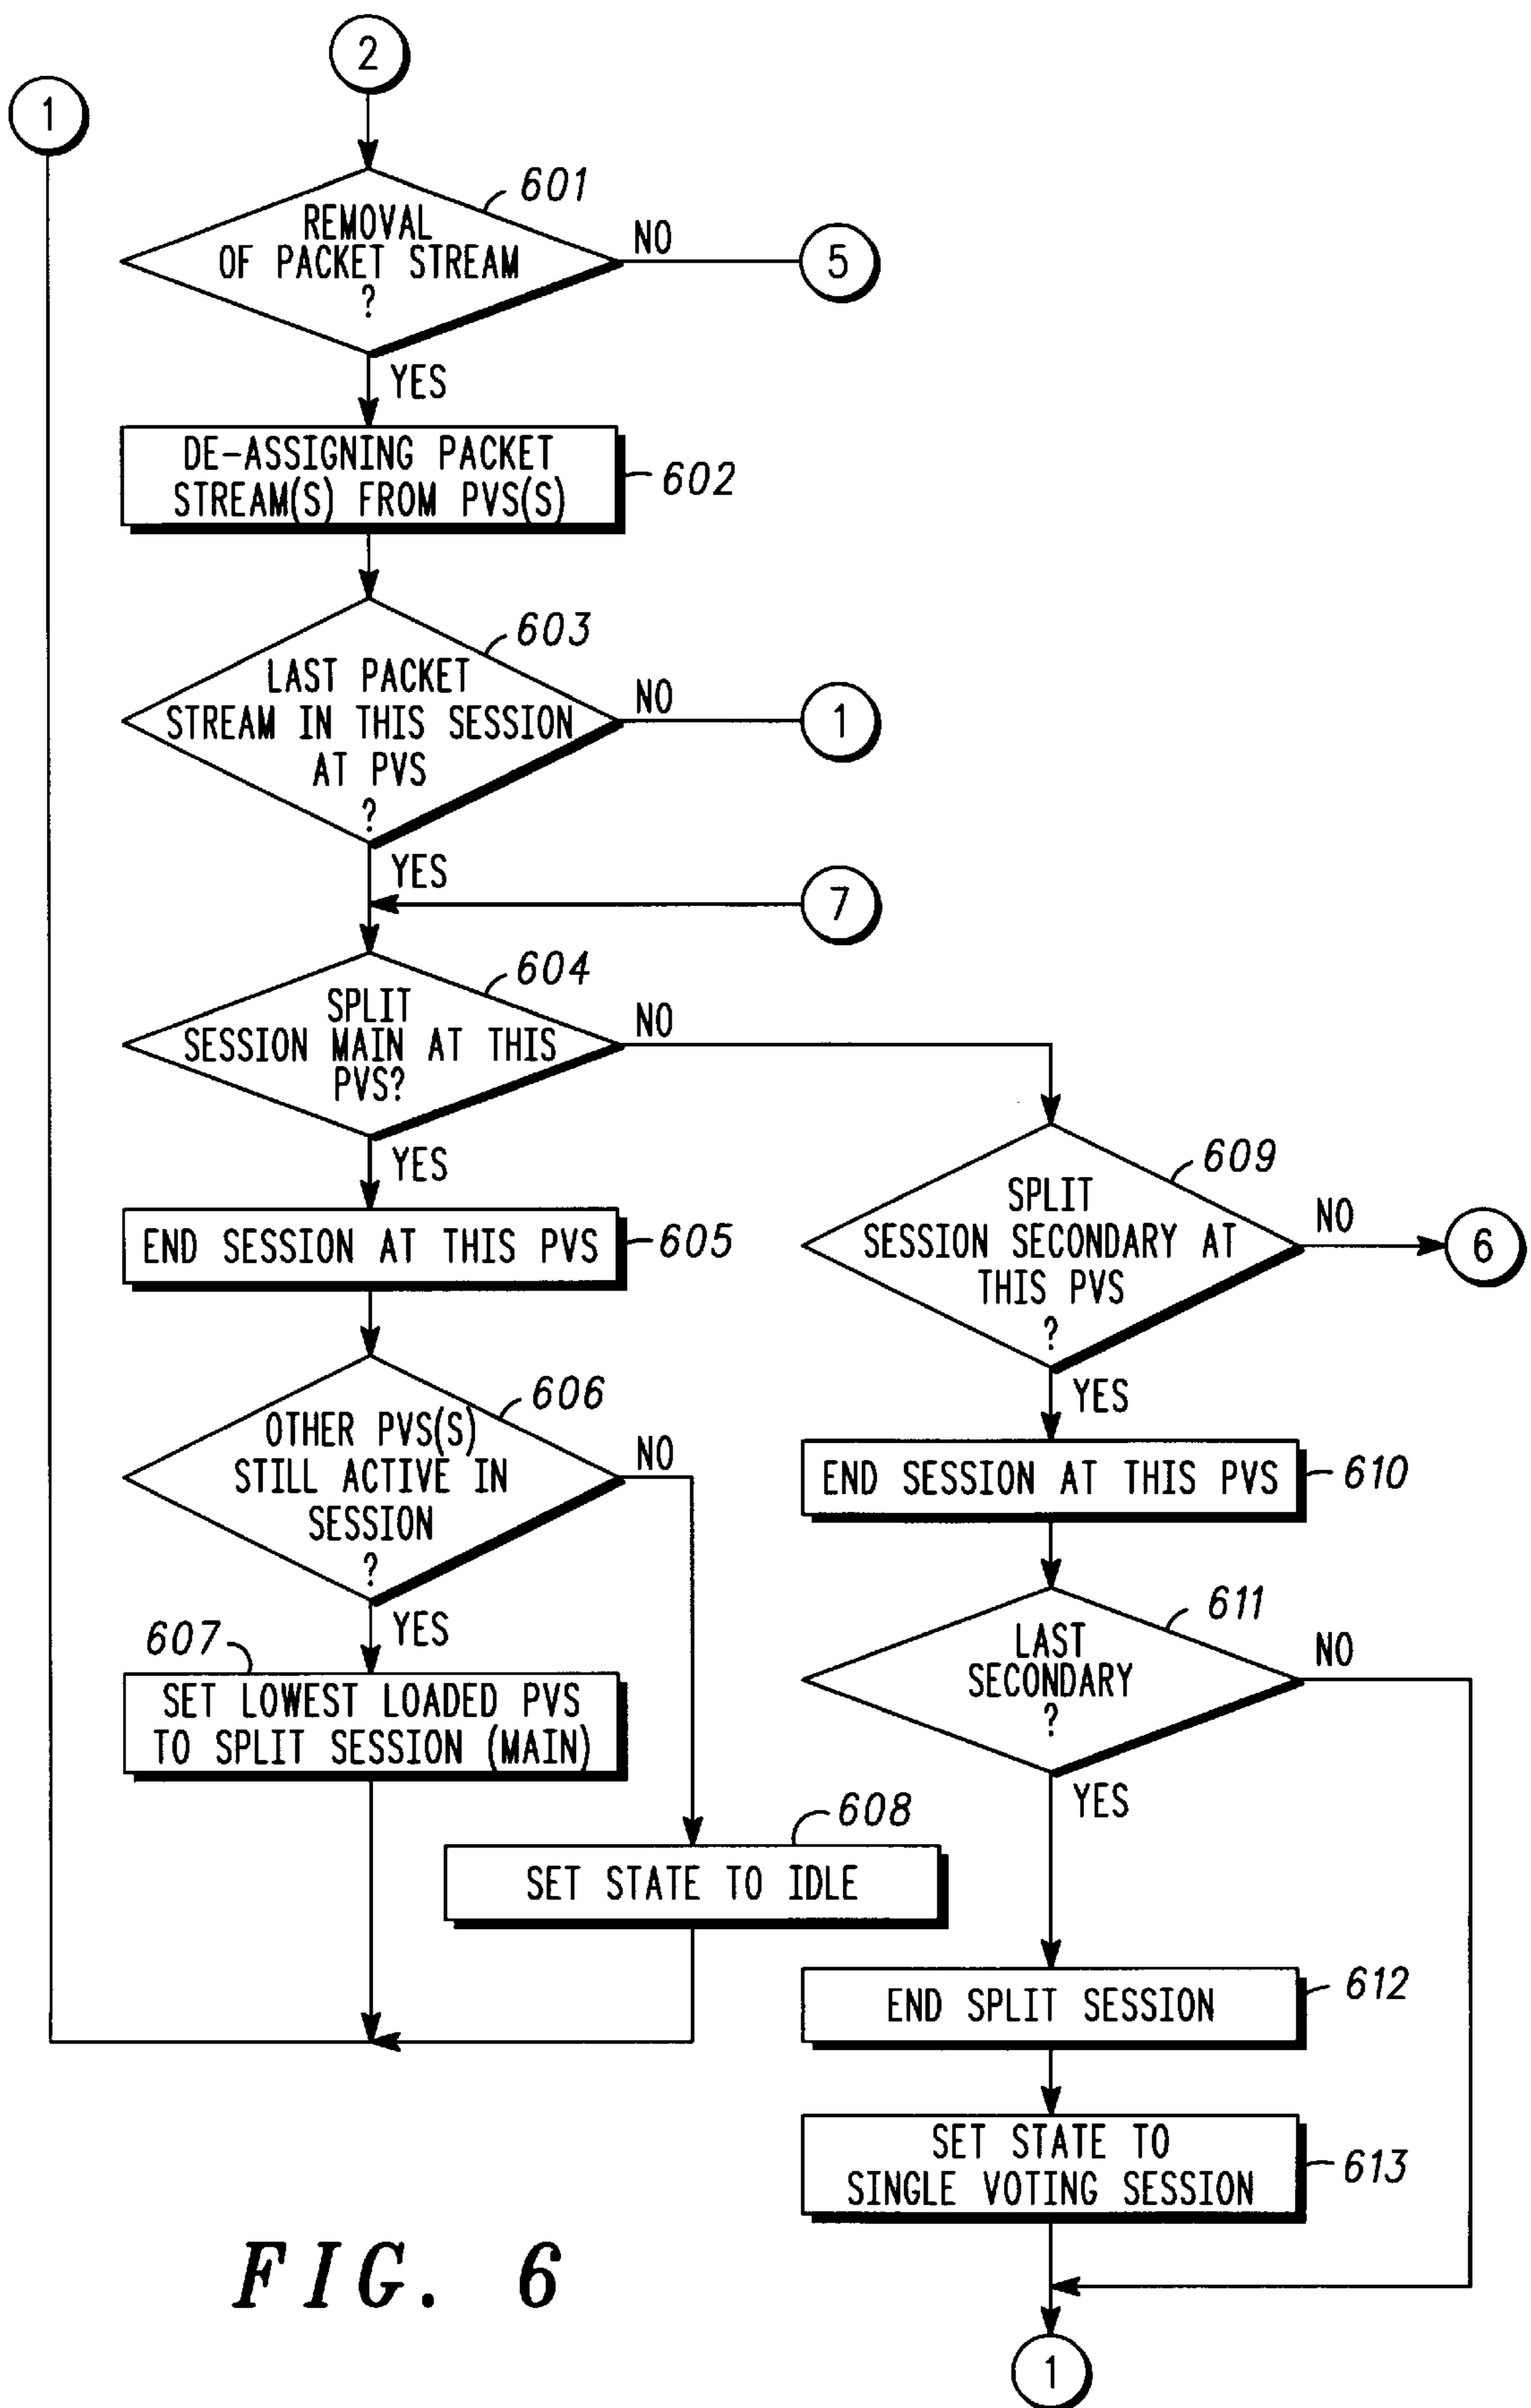 2
1
601
REMOVAL
OF PACKET STREAM
?
NO
5
YES
DE-ASSIGNING PACKET
STREAM(S) FROM PVS(S)
602
603
LAST PACKET
STREAM IN THIS SESSION
AT PVS
?
NO
1
YES
7
604
SPLIT
SESSION MAIN AT THIS
PVS?
NO
YES
END SESSION AT THIS PVS
605
606
OTHER PVS(S)
STILL ACTIVE IN
SESSION
?
NO
YES
607
SET LOWEST LOADED PVS
TO SPLIT SESSION (MAIN)
608
SET STATE TO IDLE
609
SPLIT
SESSION SECONDARY AT
THIS PVS
?
NO
6
YES
END SESSION AT THIS PVS
610
611
LAST
SECONDARY
?
NO
YES
END SPLIT SESSION
612
SET STATE TO
SINGLE VOTING SESSION
613
1
FIG. 6